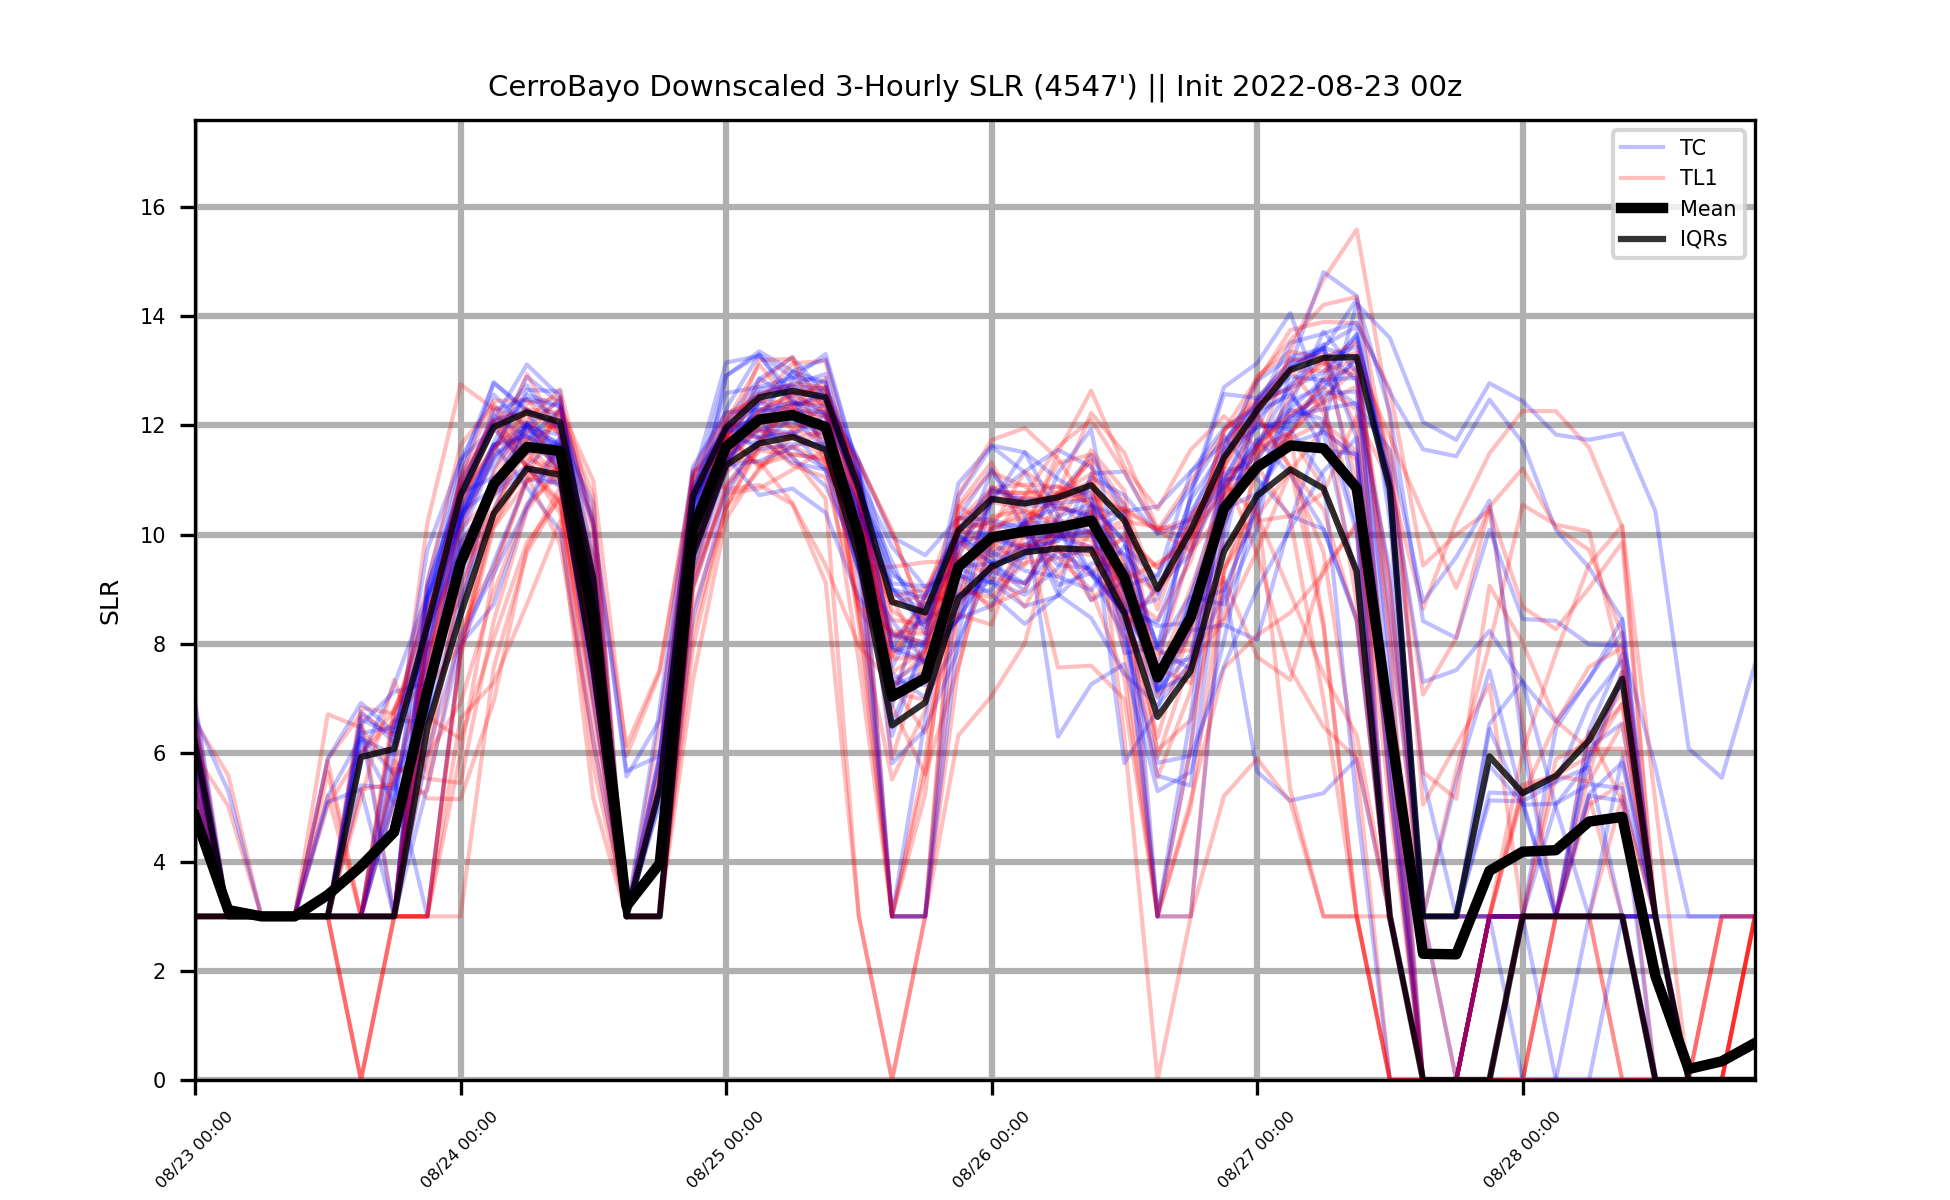 CerroBayo Downscaled 3-Hourly SLR (4547') || Init 2022-08-23 00z
TC
TL1
Mean
IQRs
SLR
16
14
12
10
8
6
4
2
0
08/23 00:00
08/24 00:00
08/25 00:00
08/26 00:00
08/27 00:00
08/28 00:00